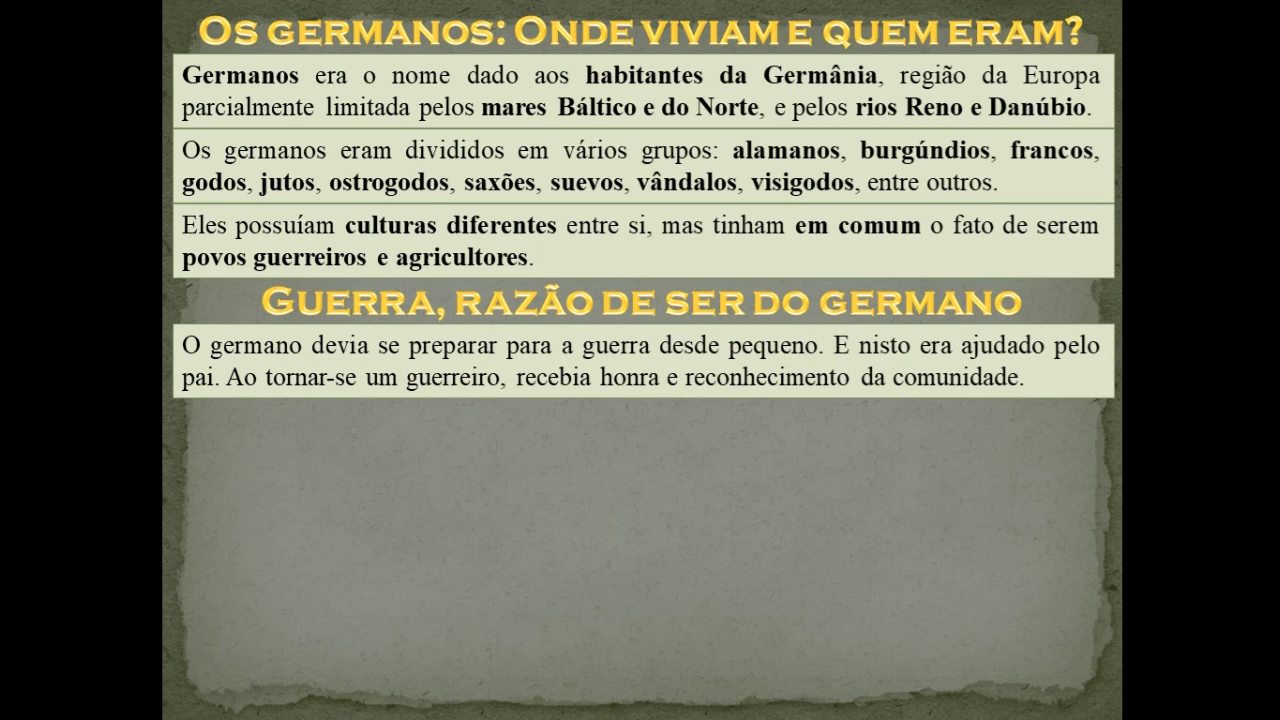 Os germanos: Onde viviam e quem eram?
Germanos era o nome dado aos habitantes da Germânia, região da Europa
parcialmente limitada pelos mares Báltico e do Norte, e pelos rios Reno e Danúbio.
Os germanos eram divididos em vários grupos: alamanos, burgúndios, francos,
godos, jutos, ostrogodos, saxões, suevos, vândalos, visigodos, entre outros.
Eles possuíam culturas diferentes entre si, mas tinham em comum o fato de serem
povos guerreiros e agricultores.
Guerra, razão de ser do germano
O germano devia se preparar para a guerra desde pequeno. E nisto era ajudado pelo
pai. Ao tornar-se um guerreiro, recebia honra e reconhecimento da comunidade.